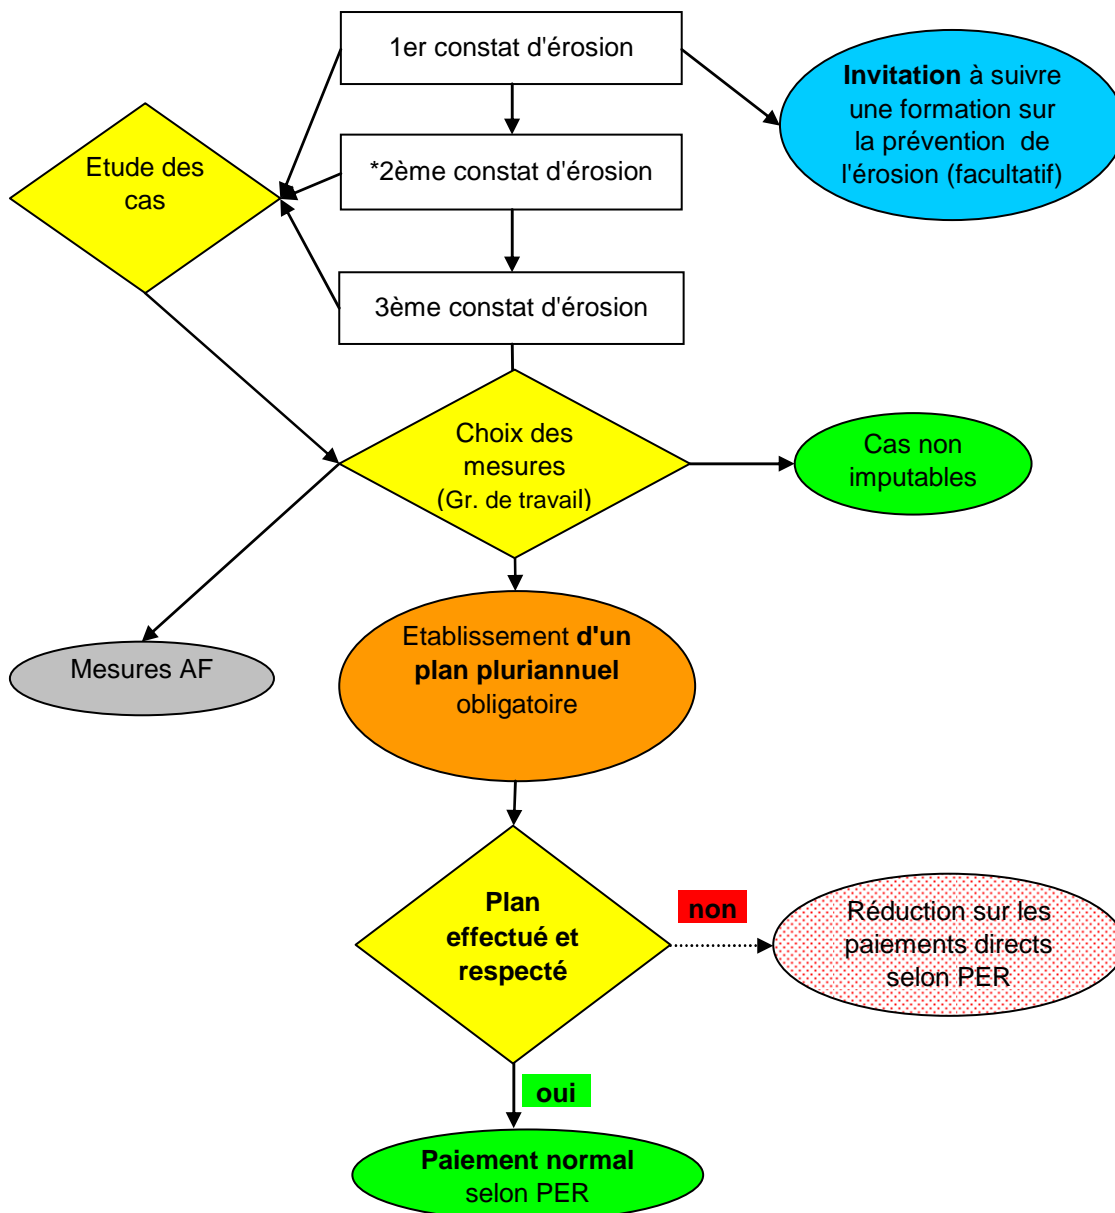 1er constat d'érosion
Invitation à suivre
une formation sur
la prévention de
l'érosion (facultatif)
Etude des
cas
*2ème constat d'érosion
3ème constat d'érosion
Choix des
mesures
(Gr. de travail)
Cas non
imputables
Mesures AF
Etablissement d'un
plan pluriannuel
obligatoire
Plan
effectué et
respecté
non
Réduction sur les
paiements directs
selon PER
oui
Paiement normal
selon PER